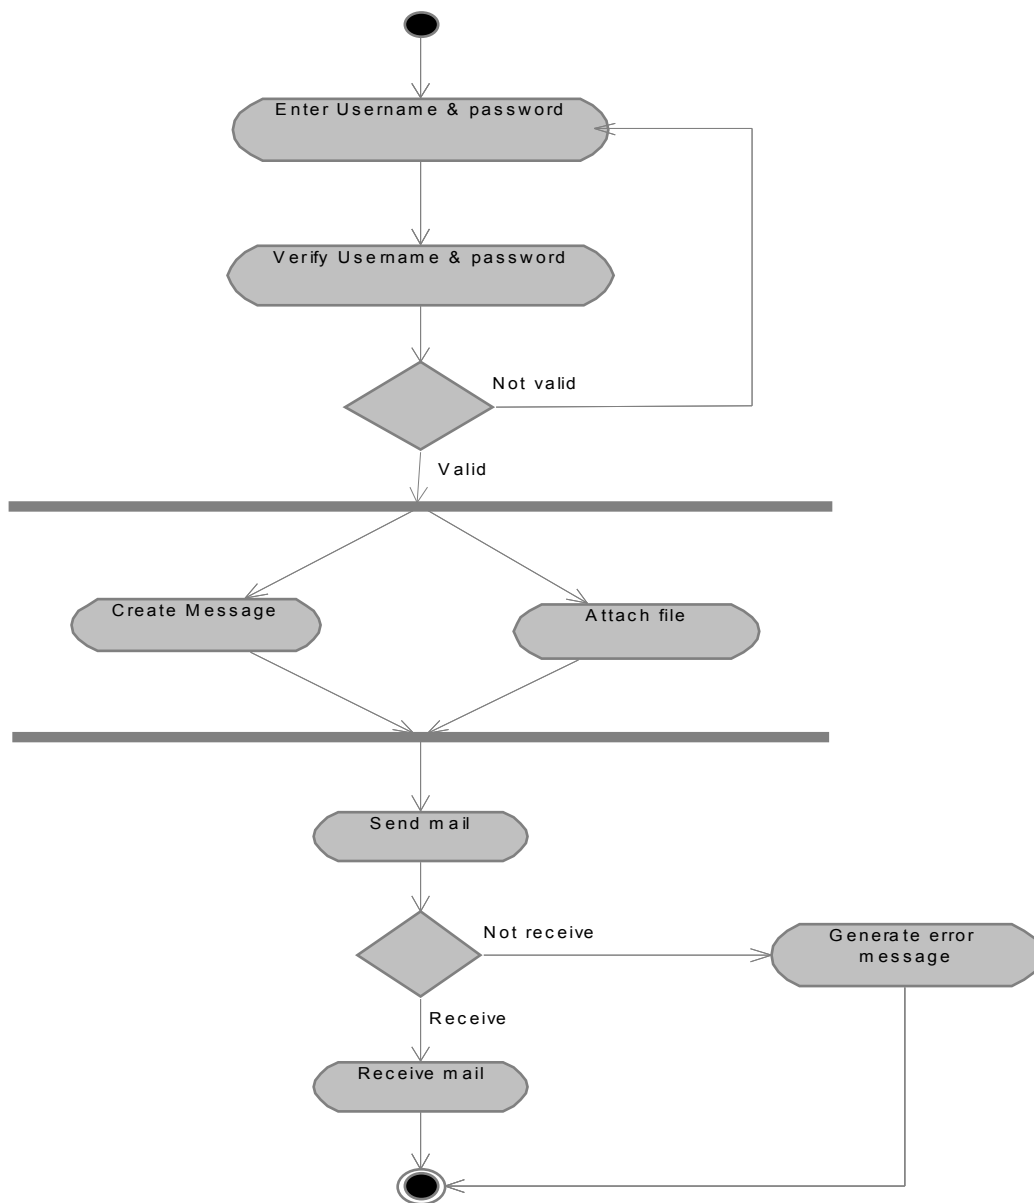 Enter Username & password
Verify Username & password
Not valid
Valid
Create Message
Attach file
Send mail
Not receive
Generate error
message
Receive
Receive mail